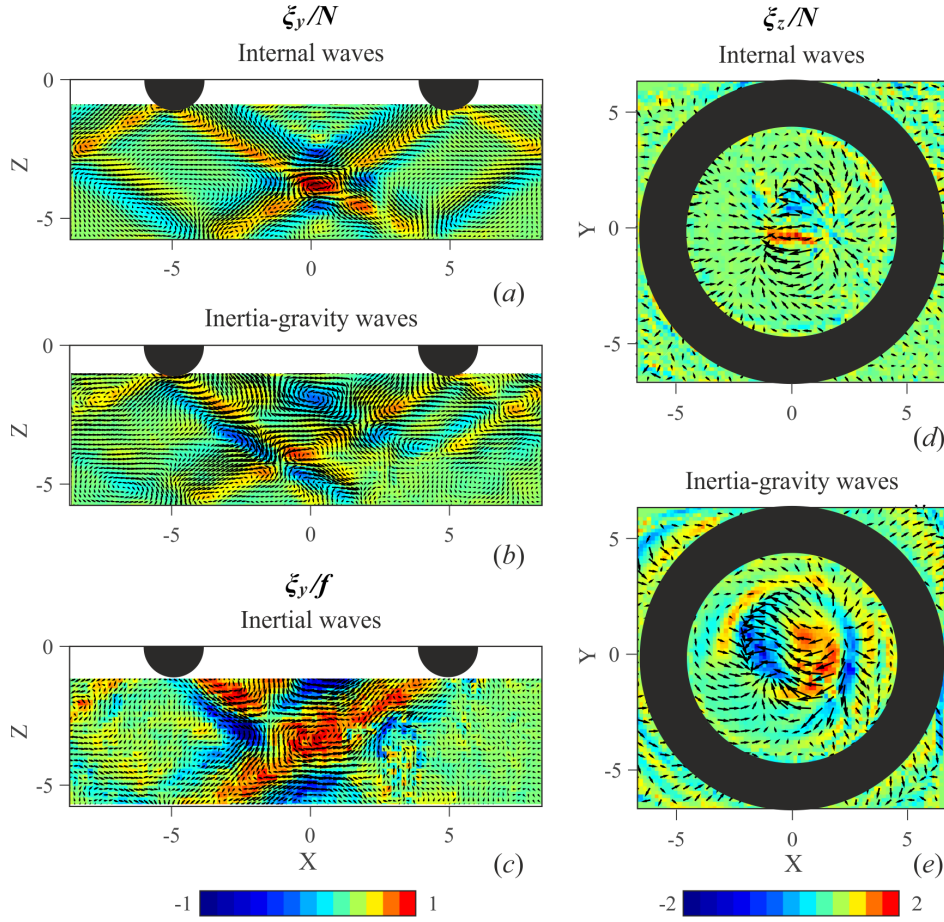 ξy/N
Internal waves
0
-5
Z
-5
0
5
(a)
Inertia-gravity waves
0
-5
Z
-5
0
5
(b)
ξy/f
Inertial waves
0
-5
Z
-5
0
5
X
(c)
-1
1
ξz/N
Internal waves
5
0
-5
Y
-5
0
5
(d)
Inertia-gravity waves
5
0
-5
Y
-5
0
5
X
(e)
-2
2